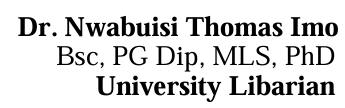 Dr. Nwabuisi Thomas Imo
Bsc, PG Dip, MLS, PhD
University Libarian